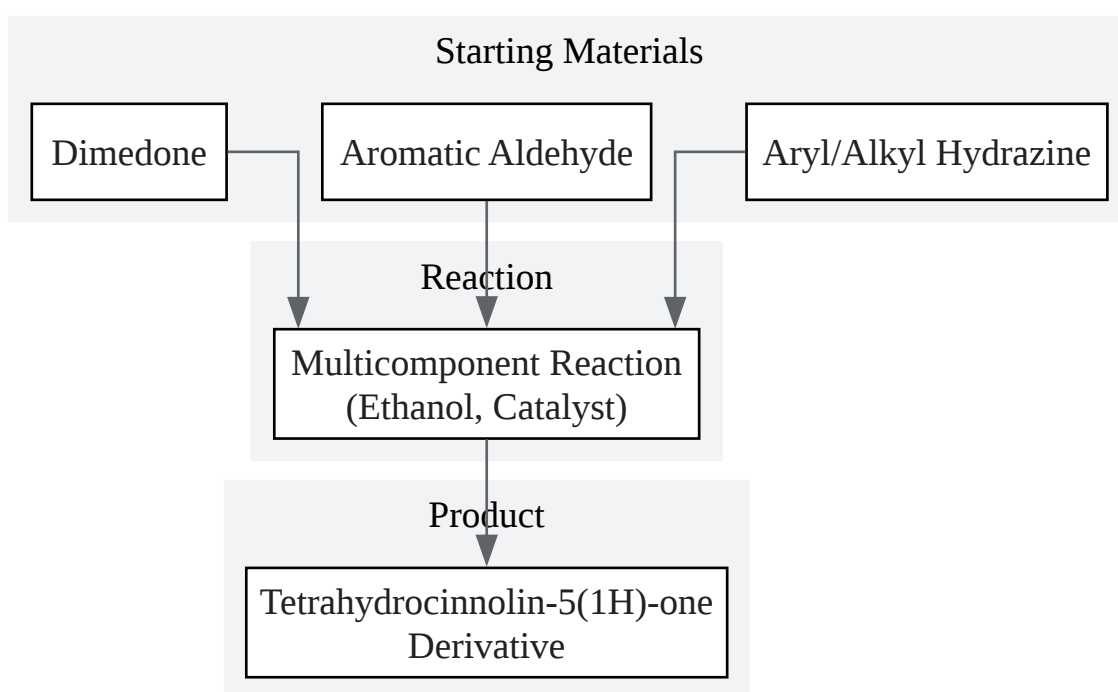 Starting Materials
Dimedone
Aromatic Aldehyde
Aryl/Alkyl Hydrazine
Reaction
Multicomponent Reaction
(Ethanol, Catalyst)
Product
Tetrahydrocinnolin-5(1H)-one
Derivative